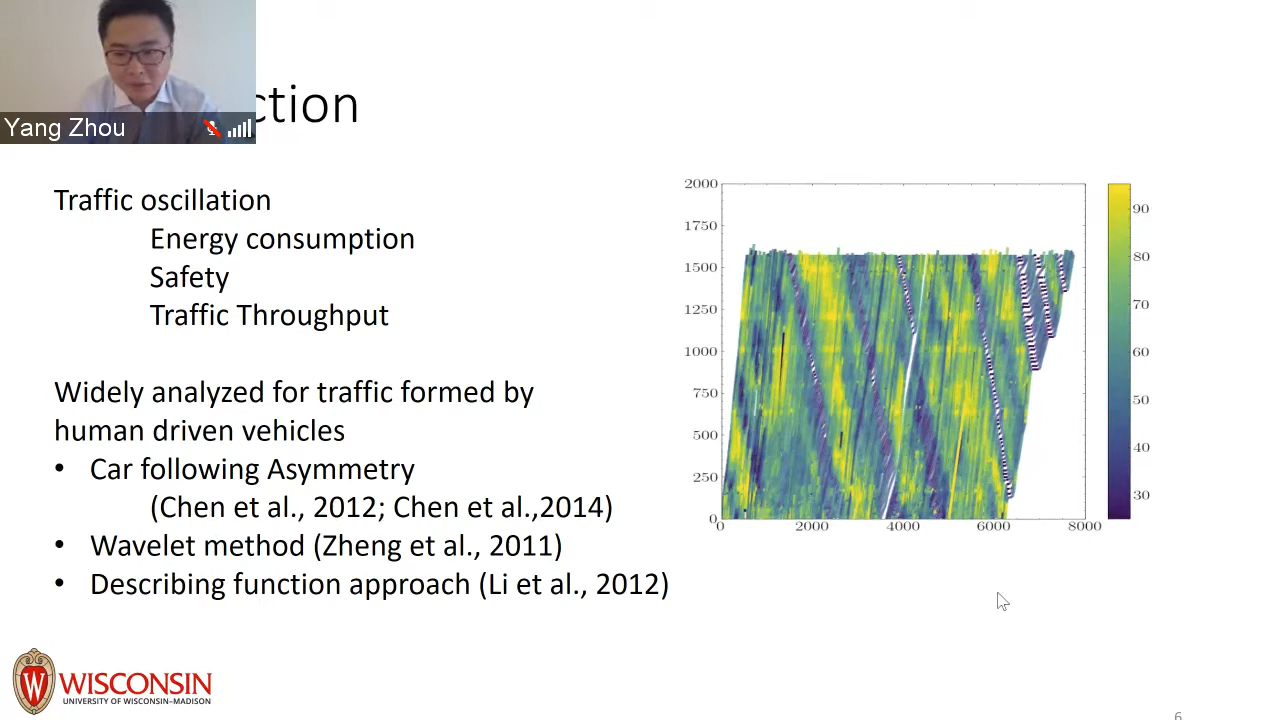 Yang Zhou
ction
Traffic oscillation
Energy consumption
Safety
Traffic Throughput
Widely analyzed for traffic formed by
human driven vehicles
• Car following Asymmetry
(Chen et al., 2012; Chen et al.,2014)
• Wavelet method (Zheng et al., 2011)
• Describing function approach (Li et al., 2012)
2000
1750
1500
1250
1000
750
500
250
0
0 2000 4000 6000 8000
90
80
70
60
50
40
30
W
WISCONSIN
UNIVERSITY OF WISCONSIN–MADISON
6